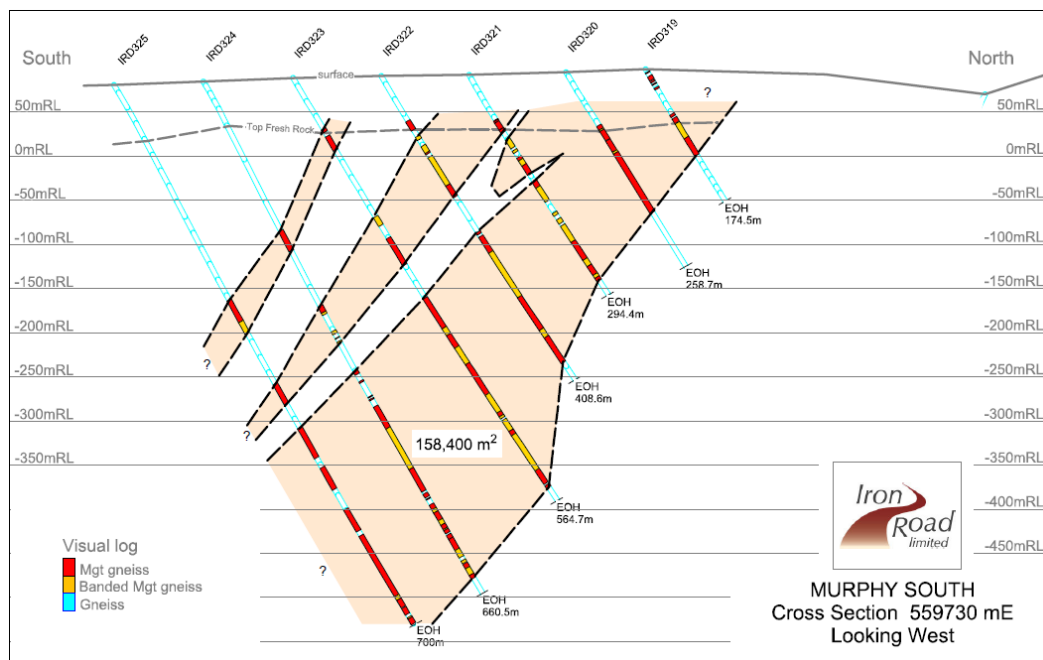 IRD325
IRD324
IRD323
IRD322
IRD321
IRD320
IRD319
South
North
surface
?
50mRL
50mRL
Top Fresh Rock
0mRL
0mRL
-50mRL
-50mRL
EOH
174.5m
-100mRL
-100mRL
EOH
258.7m
-150mRL
-150mRL
EOH
294.4m
-200mRL
-200mRL
?
-250mRL
-250mRL
EOH
408.6m
-300mRL
-300mRL
?
158,400 m²
-350mRL
-350mRL
-400mRL
EOH
564.7m
-450mRL
Iron
Road
limited
Visual log
Mgt gneiss
Banded Mgt gneiss
Gneiss
?
EOH
660.5m
EOH
700m
MURPHY SOUTH
Cross Section 559730 mE
Looking West